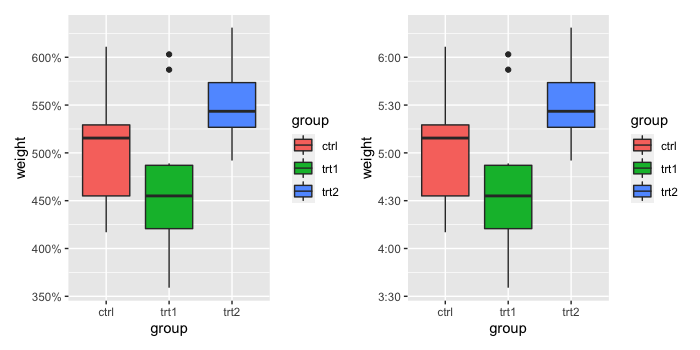 600%
550%
500%
450%
400%
350%
weight
ctrl
trt1
trt2
group
group
ctrl
trt1
trt2
6:00
5:30
5:00
4:30
4:00
3:30
weight
ctrl
trt1
trt2
group
group
ctrl
trt1
trt2